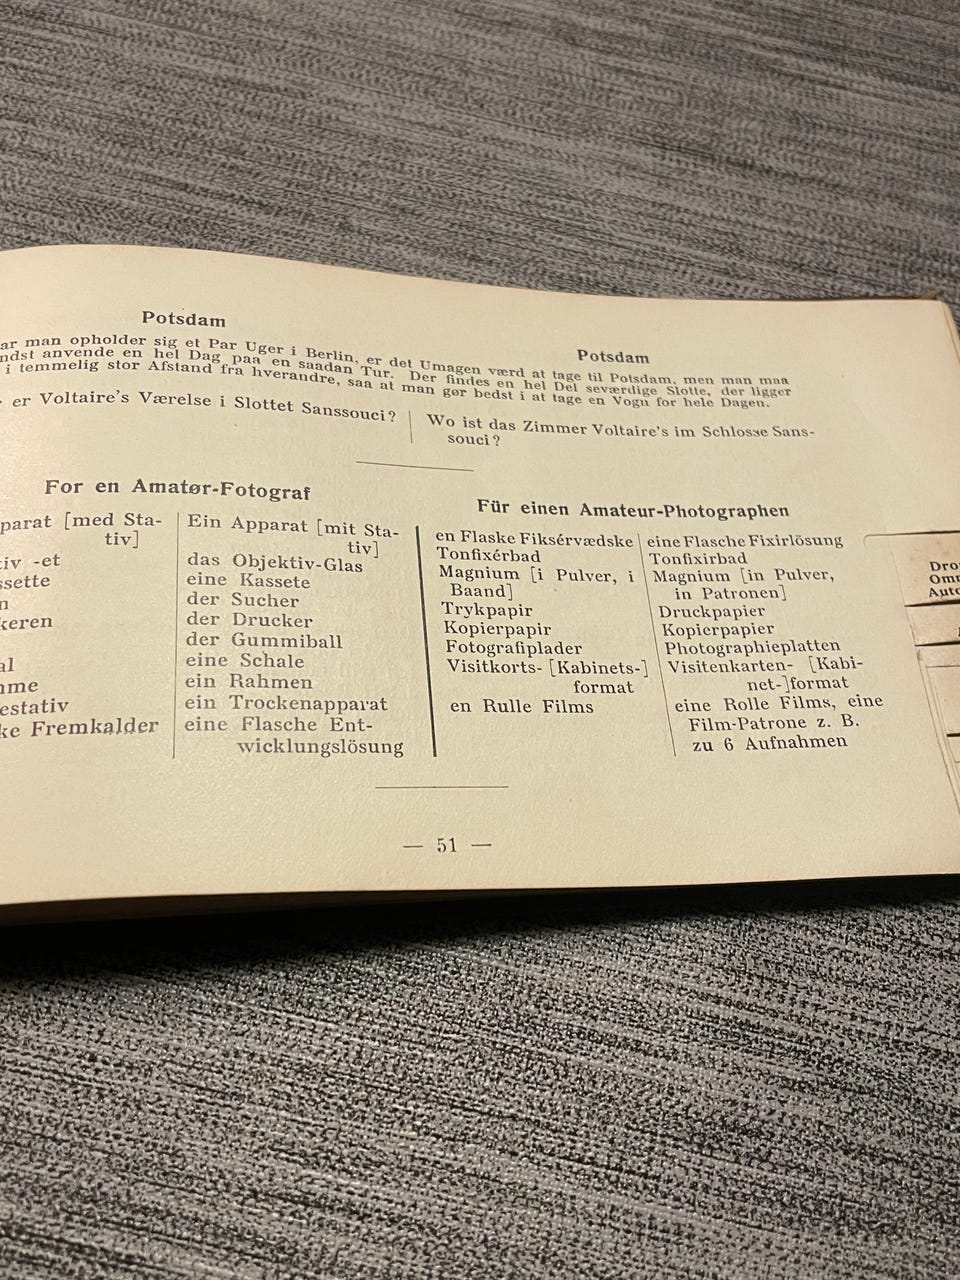 Potsdam
Potsdam
man opholder sig et Par Uger i Berlin, er det Umagen værd at tage til Potsdam, men man maa
anvende en hel Dag paa en saadan Tur. Der findes en hel Del seværdige Slotte, der ligger
i temmelig stor Afstand fra hverandre, saa at man gør bedst i at tage en Vogn for hele Dagen.
er Voltaire's Værelse i Slottet Sanssouci?
Wo ist das Zimmer Voltaire's im Schlosse Sans-
souci?
For en Amatør-Fotograf
Für einen Amateur-Photographen
[med Sta-
tiv]
-et
Fremkalder
Ein Apparat [mit Sta-
tiv]
das Objektiv-Glas
eine Kassete
der Sucher
der Drucker
der Gummiball
eine Schale
ein Rahmen
ein Trockenapparat
eine Flasche Ent-
wicklungslösung
en Flaske Fiksérvædske
Tonfixérbad
Magnium [i Pulver, i
Baand]
Trykpapir
Kopierpapir
Fotografiplader
Visitkorts- [Kabinets-]
format
en Rulle Films
eine Flasche Fixirlösung
Tonfixirbad
Magnium [in Pulver,
in Patronen]
Druckpapier
Kopierpapier
Photographieplatten
Visitenkarten- [Kabi-
net-]format
eine Rolle Films, eine
Film-Patrone z. B.
zu 6 Aufnahmen
— 51 —